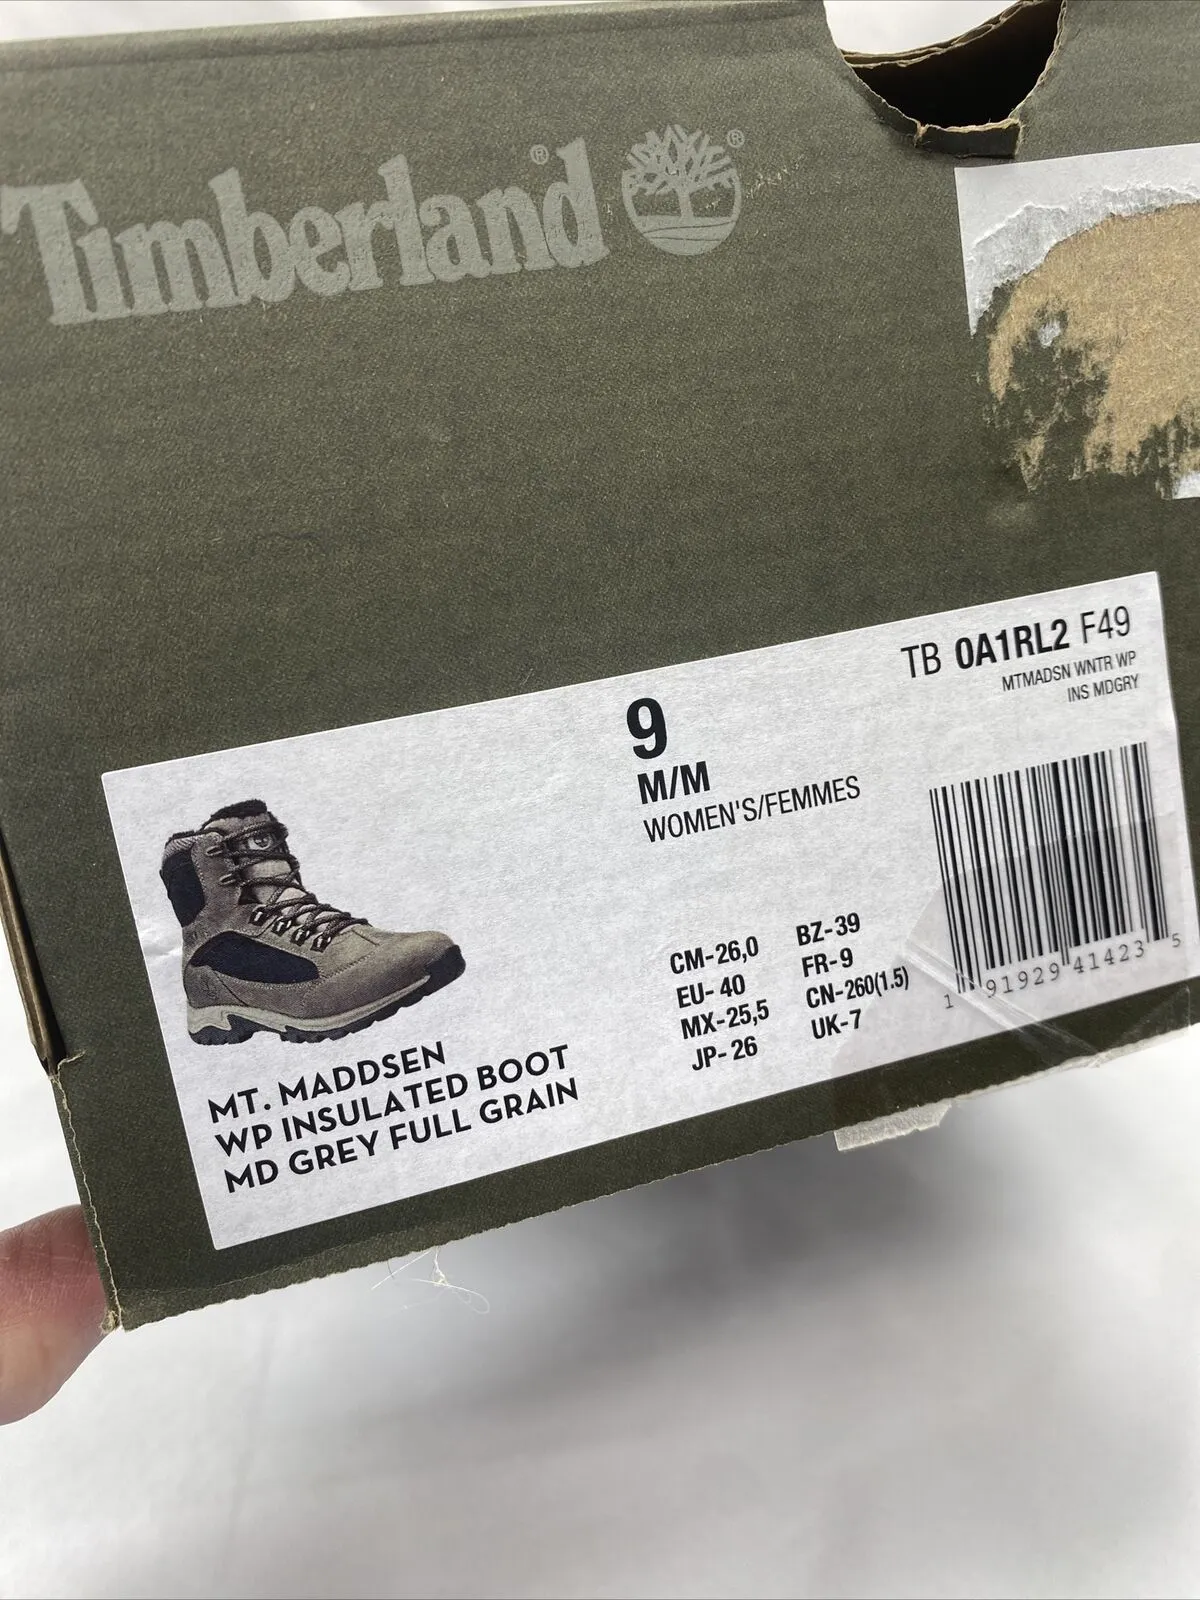 Timberland® ®
TB 0A1RL2 F49
MTMADSN WNTR WP
INS MDGRY
9
M/M
WOMEN'S/FEMMES
CM-26,0 BZ-39
EU- 40 FR-9
MX-25,5 CN-260(1.5)
JP- 26 UK-7
1 91929 41423 5
MT. MADDSEN
WP INSULATED BOOT
MD GREY FULL GRAIN